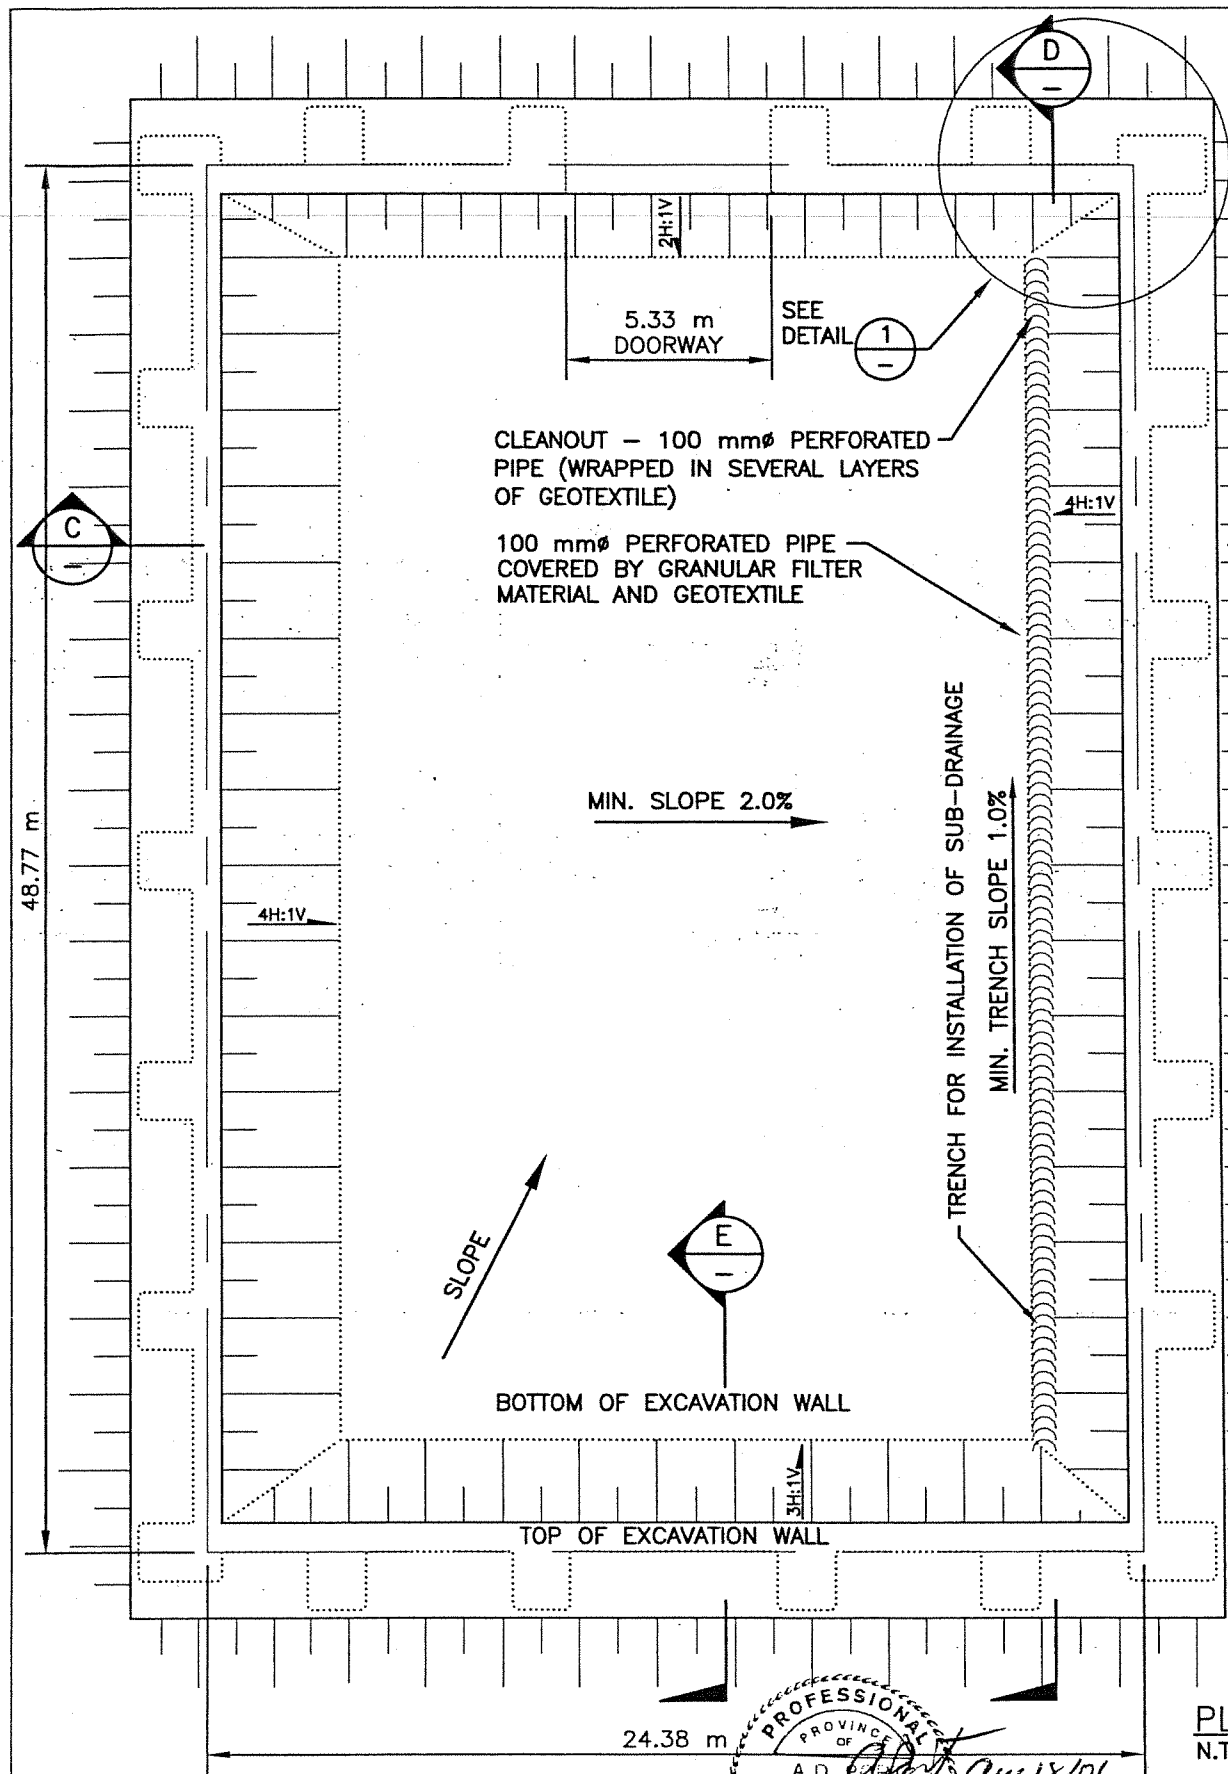 D
–
2H:1V
5.33 m
DOORWAY
SEE
DETAIL
1
–
CLEANOUT – 100 mmø PERFORATED
PIPE (WRAPPED IN SEVERAL LAYERS
OF GEOTEXTILE)
4H:1V
C
–
100 mmø PERFORATED PIPE
COVERED BY GRANULAR FILTER
MATERIAL AND GEOTEXTILE
TRENCH FOR INSTALLATION OF SUB-DRAINAGE
MIN. TRENCH SLOPE 1.0%
MIN. SLOPE 2.0%
48.77 m
4H:1V
SLOPE
E
–
BOTTOM OF EXCAVATION WALL
3H:1V
TOP OF EXCAVATION WALL
PROFESSIONAL
PROVINCE
OF
A.D.
24.38 m
PL
N.T